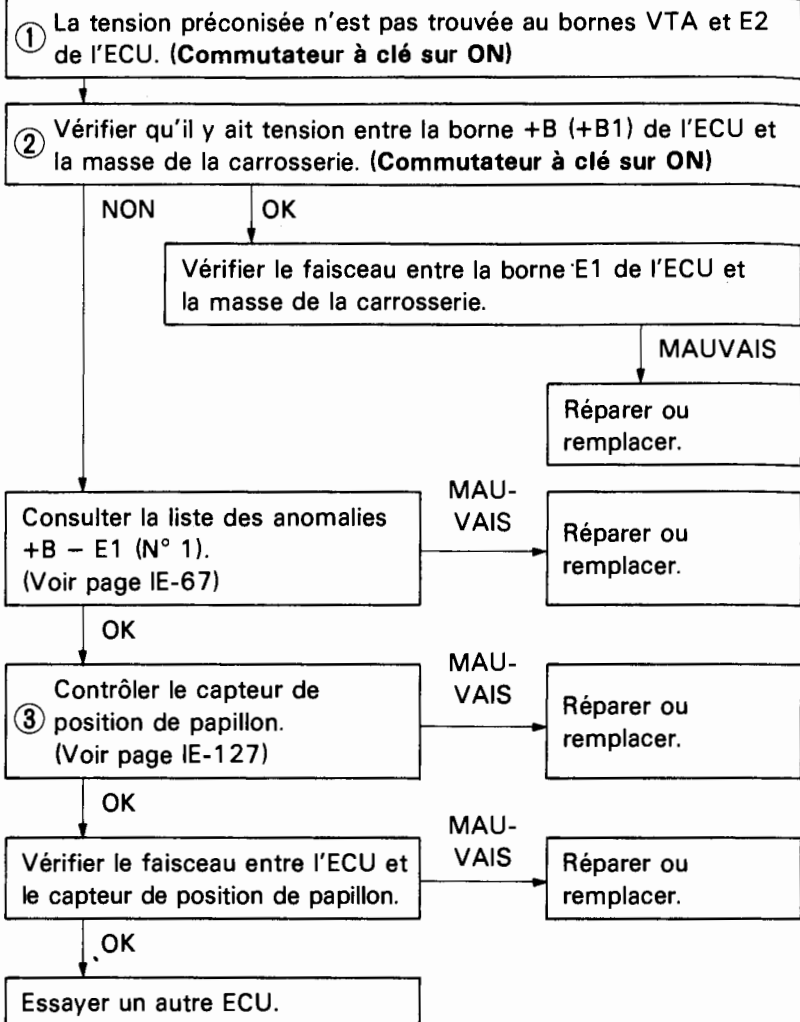 ① La tension préconisée n'est pas trouvée au bornes VTA et E2
de l'ECU. (Commutateur à clé sur ON)
② Vérifier qu'il y ait tension entre la borne +B (+B1) de l'ECU et
la masse de la carrosserie. (Commutateur à clé sur ON)
NON
OK
Vérifier le faisceau entre la borne E1 de l'ECU et
la masse de la carrosserie.
MAUVAIS
Réparer ou
remplacer.
Consulter la liste des anomalies
+B – E1 (N° 1).
(Voir page IE-67)
MAU-
VAIS
Réparer ou
remplacer.
OK
Contrôler le capteur de
③ position de papillon.
(Voir page IE-127)
MAU-
VAIS
Réparer ou
remplacer.
OK
Vérifier le faisceau entre l'ECU et
le capteur de position de papillon.
MAU-
VAIS
Réparer ou
remplacer.
OK
Essayer un autre ECU.